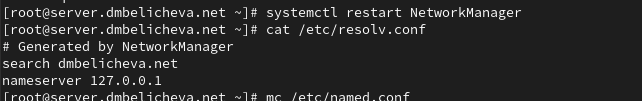 [root@server.dmbelicheva.net ~]# systemctl restart NetworkManager
[root@server.dmbelicheva.net ~]# cat /etc/resolv.conf
# Generated by NetworkManager
search dmbelicheva.net
nameserver 127.0.0.1
[root@server.dmbelicheva.net ~]# mc /etc/named.conf